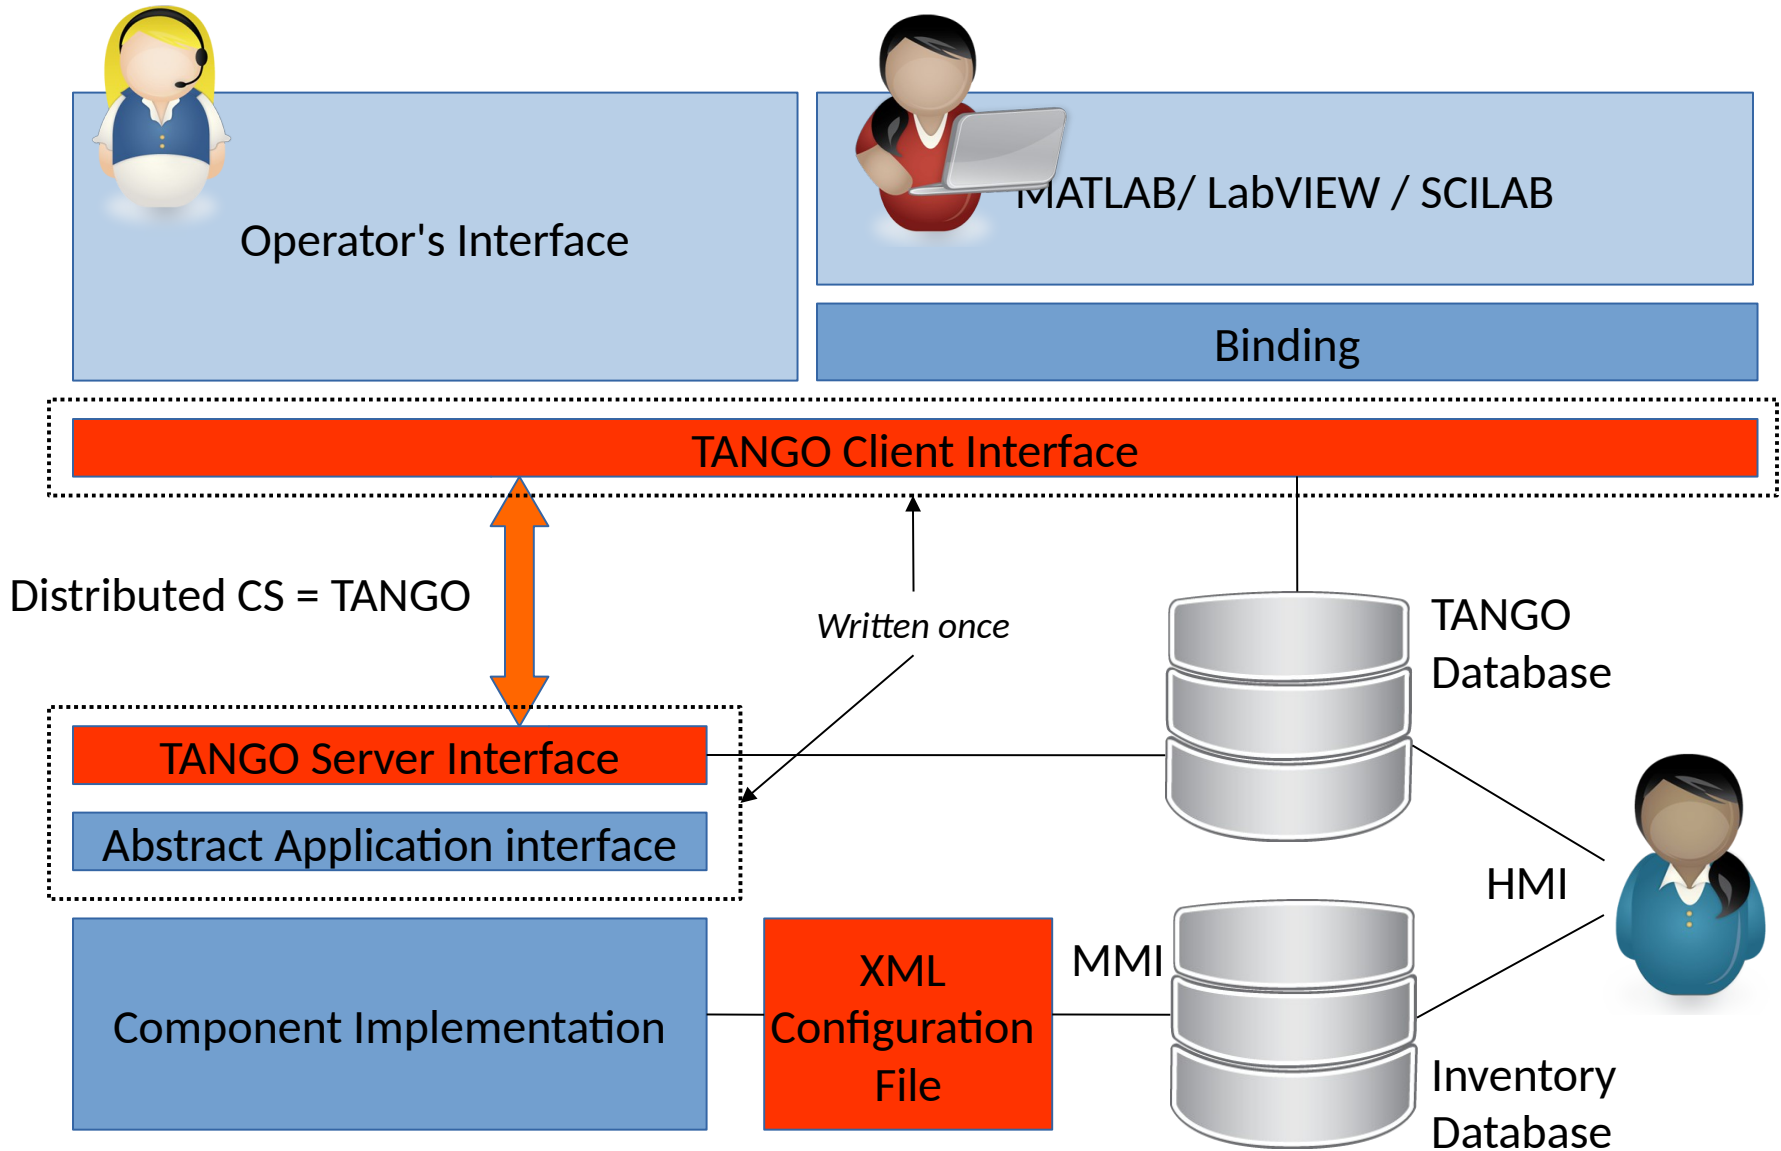 Operator's Interface
MATLAB/ LabVIEW / SCILAB
Binding
TANGO Client Interface
Distributed CS = TANGO
Written once
TANGO
Database
TANGO Server Interface
Abstract Application interface
HMI
Component Implementation
XML
Configuration
File
MMI
Inventory
Database